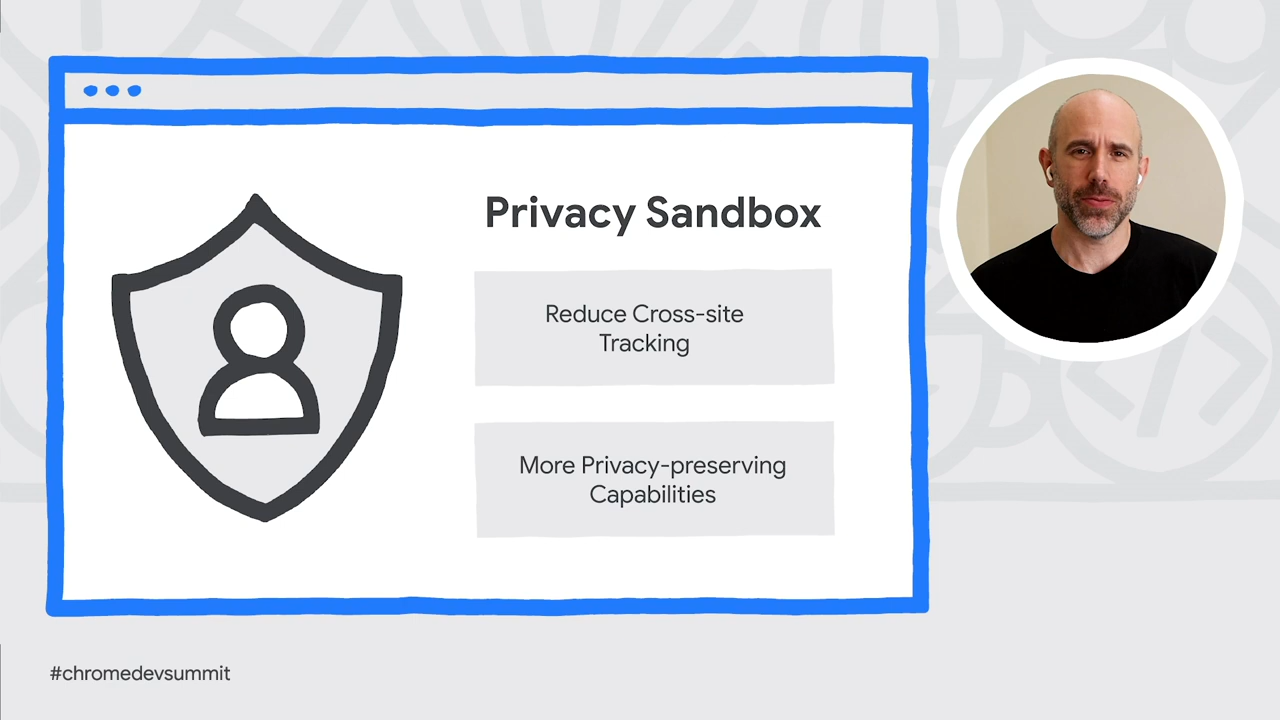 Privacy Sandbox
Reduce Cross-site
Tracking
More Privacy-preserving
Capabilities
#chromedevsummit